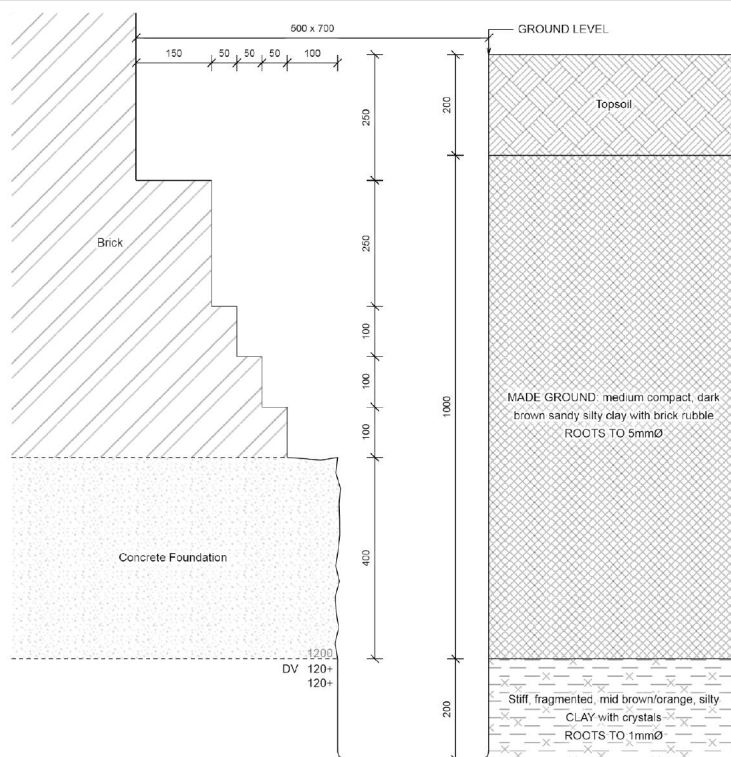 500 x 700
GROUND LEVEL
150
50
50
50
100
250
200
Topsoil
Brick
250
100
100
100
1000
MADE GROUND: medium compact, dark
brown sandy silty clay with brick rubble
ROOTS TO 5mmØ
Concrete Foundation
400
1200
DV 120+
120+
200
Stiff, fragmented, mid brown/orange, silty
CLAY with crystals
ROOTS TO 1mmØ